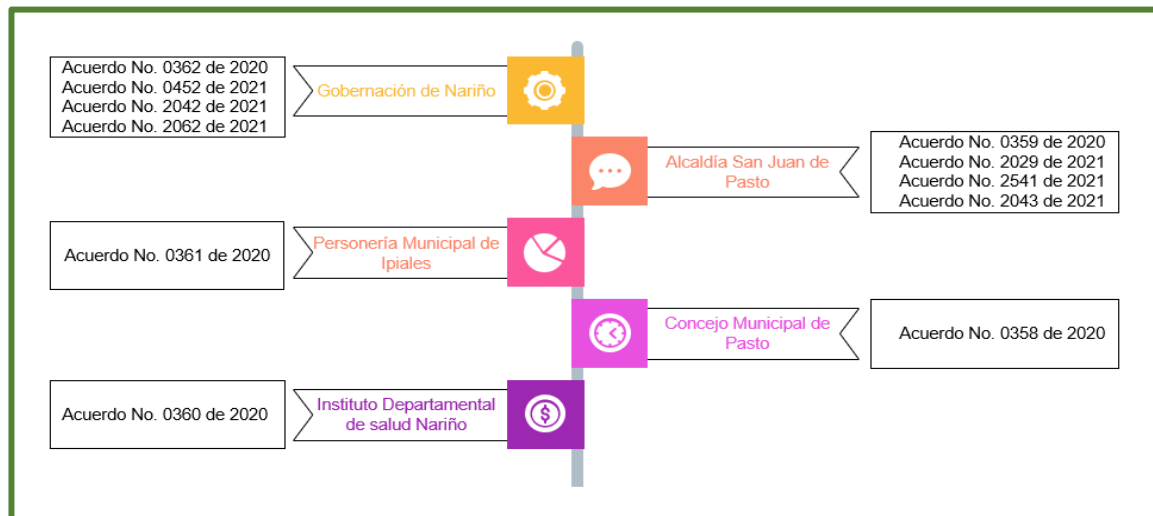 Acuerdo No. 0362 de 2020
Acuerdo No. 0452 de 2021
Acuerdo No. 2042 de 2021
Acuerdo No. 2062 de 2021
Gobernación de Nariño
Alcaldía San Juan de
Pasto
Acuerdo No. 0359 de 2020
Acuerdo No. 2029 de 2021
Acuerdo No. 2541 de 2021
Acuerdo No. 2043 de 2021
Acuerdo No. 0361 de 2020
Personería Municipal de
Ipiales
Concejo Municipal de
Pasto
Acuerdo No. 0358 de 2020
Acuerdo No. 0360 de 2020
Instituto Departamental
de salud Nariño
$